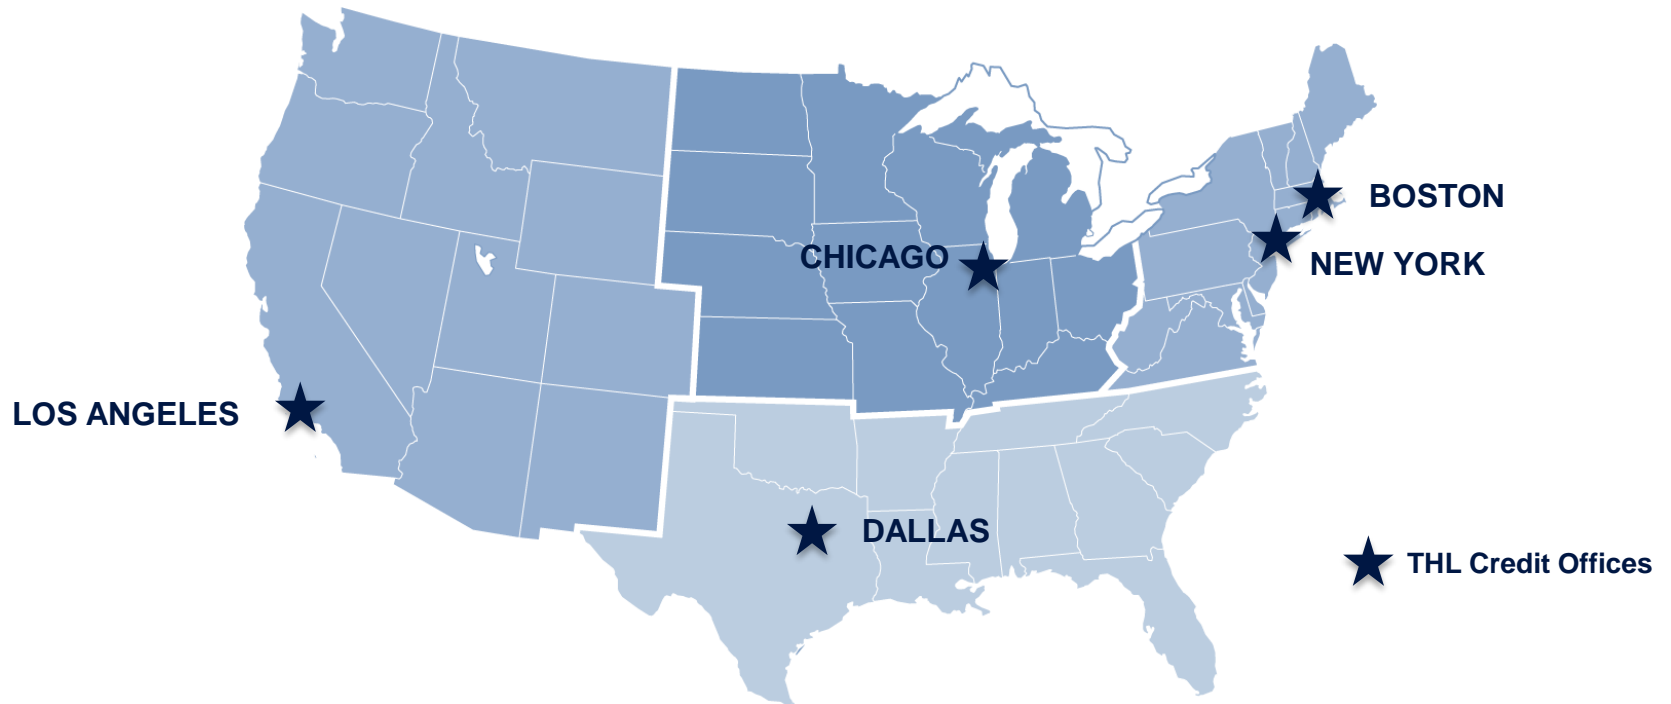 BOSTON
CHICAGO
NEW YORK
LOS ANGELES
DALLAS
THL Credit Offices